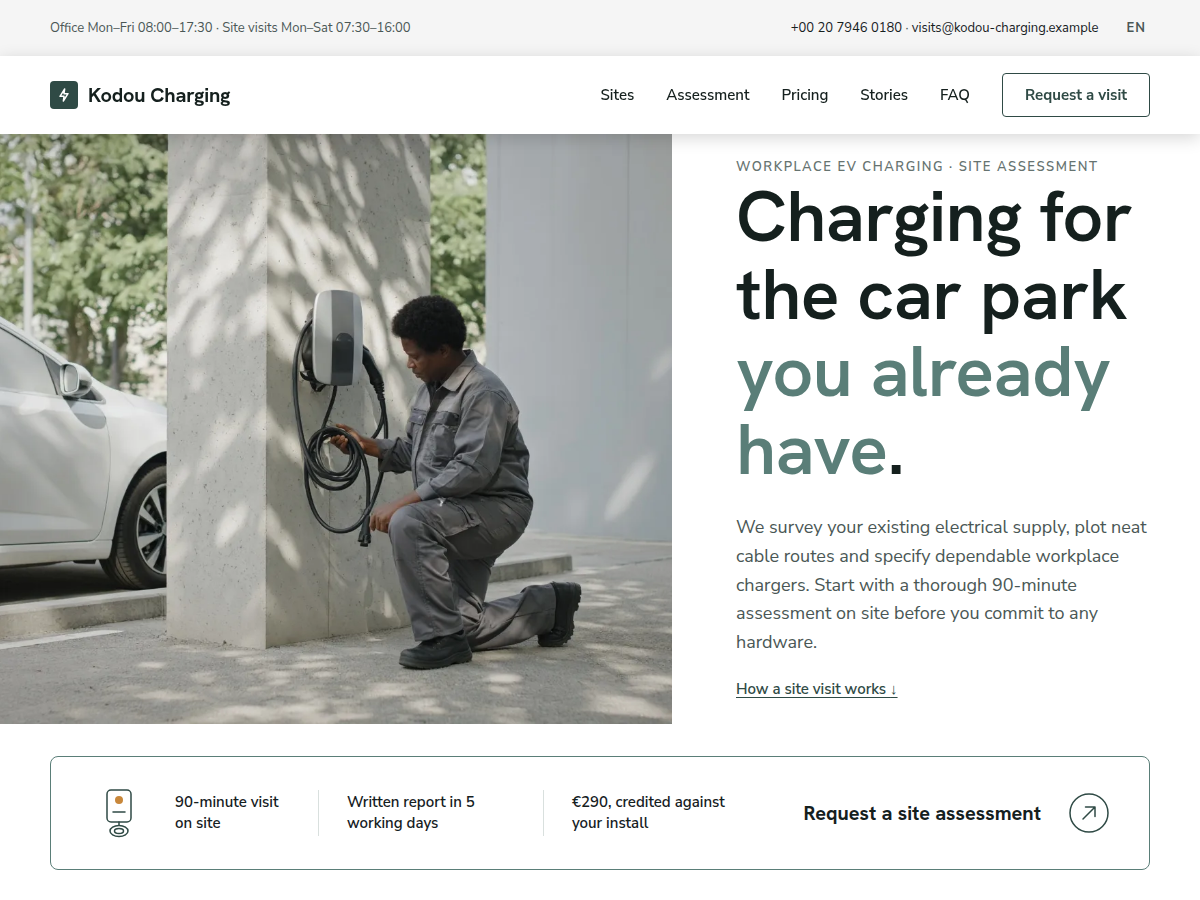 Office Mon–Fri 08:00–17:30 · Site visits Mon–Sat 07:30–16:00
+00 20 7946 0180 · visits@kodou-charging.example
EN
Kodou Charging
Sites
Assessment
Pricing
Stories
FAQ
Request a visit
WORKPLACE EV CHARGING · SITE ASSESSMENT
Charging for
the car park
you already
have.
We survey your existing electrical supply, plot neat
cable routes and specify dependable workplace
chargers. Start with a thorough 90-minute
assessment on site before you commit to any
hardware.
How a site visit works ↓
90-minute visit
on site
Written report in 5
working days
€290, credited against
your install
Request a site assessment